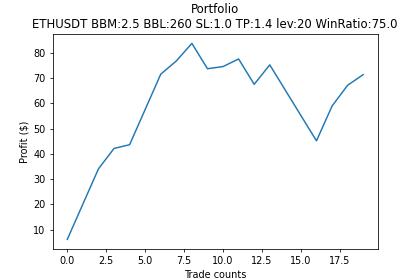 Portfolio
ETHUSDT BBM:2.5 BBL:260 SL:1.0 TP:1.4 lev:20 WinRatio:75.0
Profit ($)
80
70
60
50
40
30
20
10
0.0 2.5 5.0 7.5 10.0 12.5 15.0 17.5
Trade counts